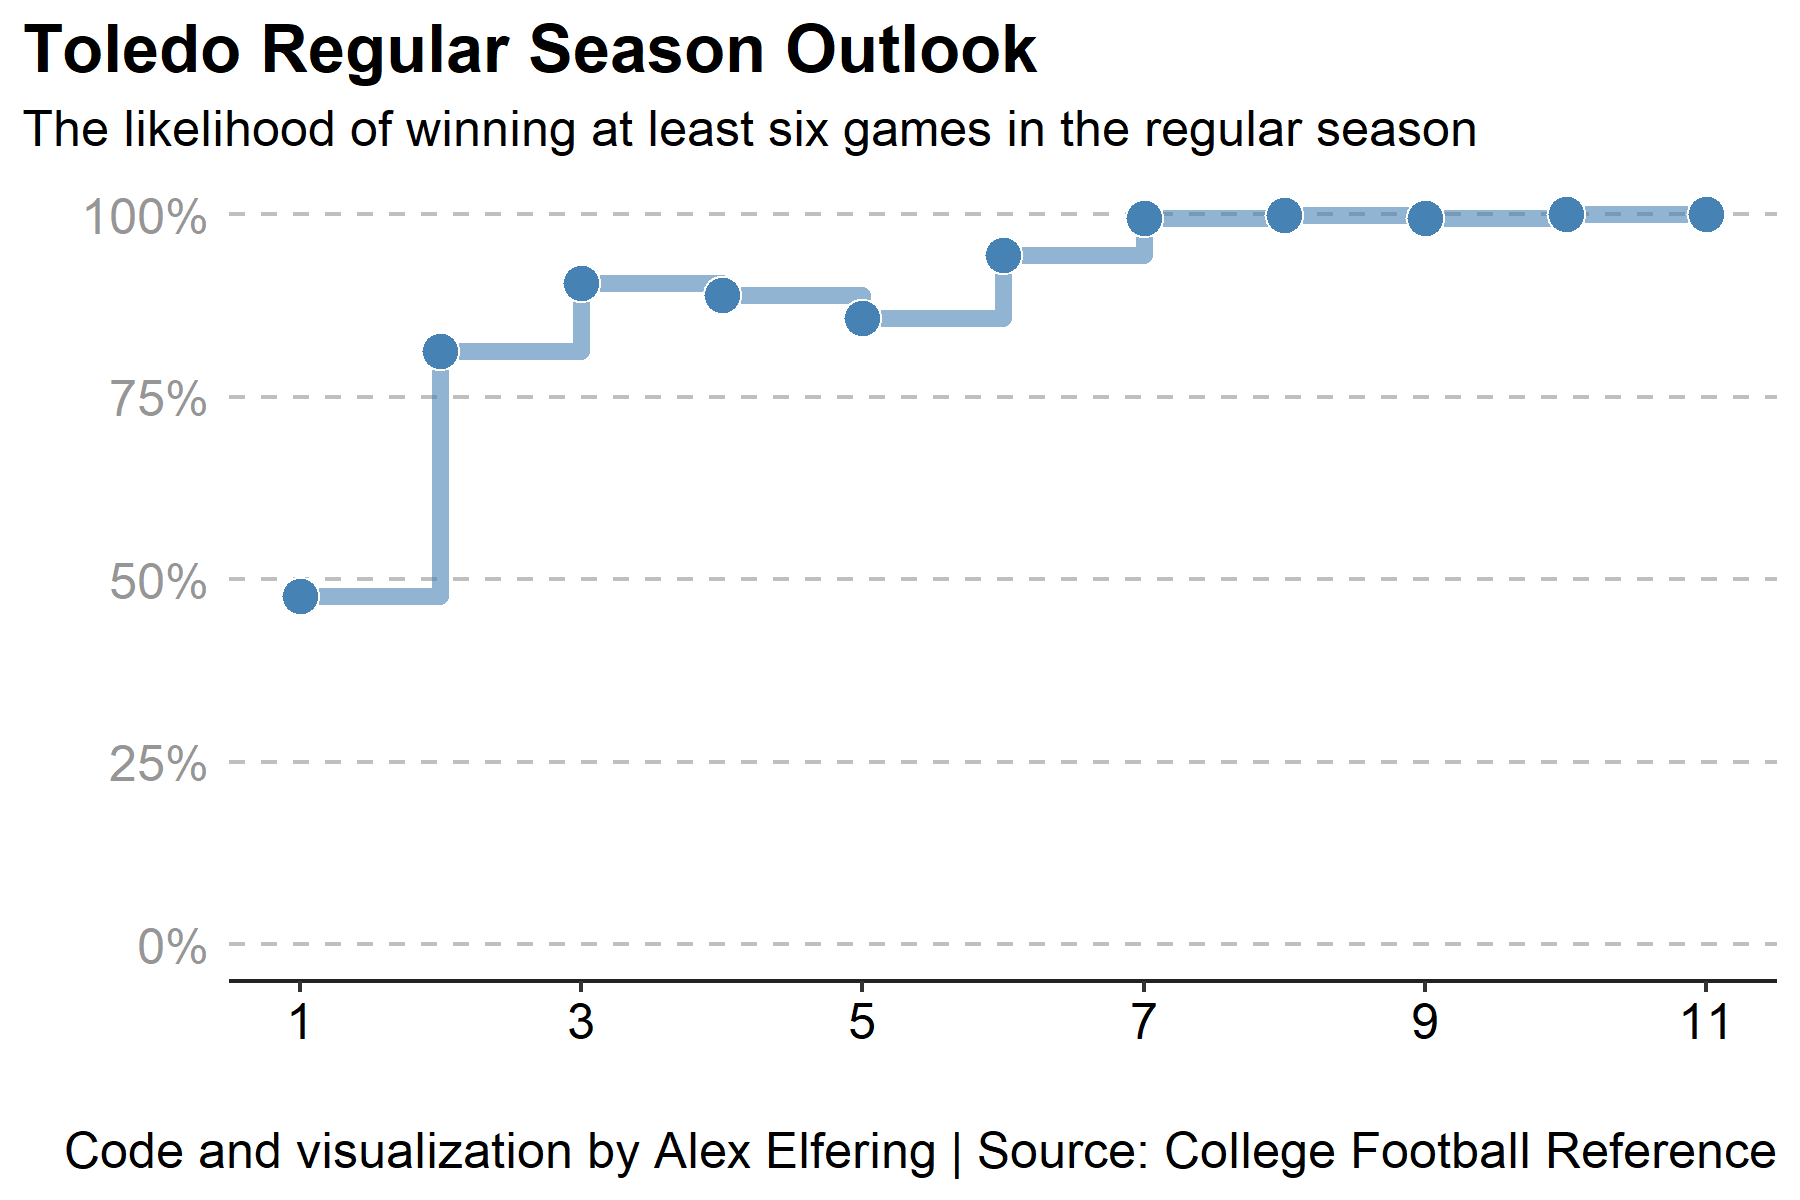 Toledo Regular Season Outlook
The likelihood of winning at least six games in the regular season
100%
75%
50%
25%
0%
1 3 5 7 9 11
Code and visualization by Alex Elfering | Source: College Football Reference